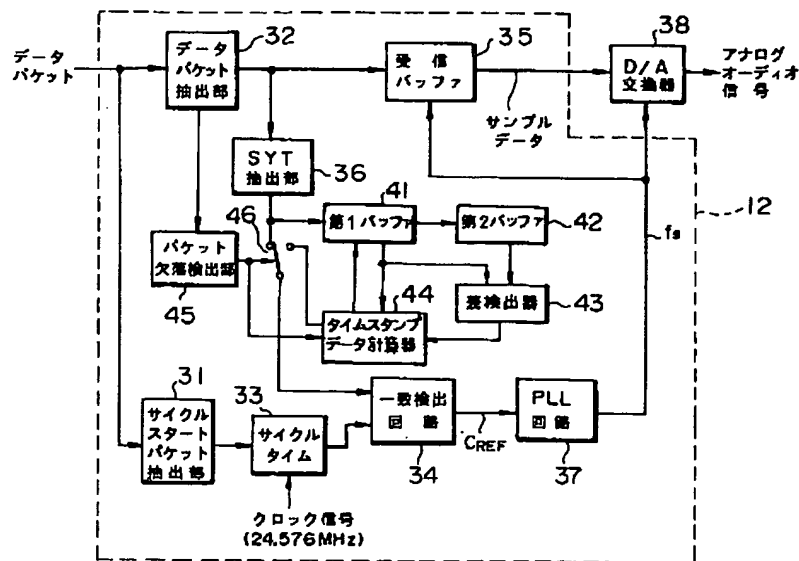 データ
パケット
データ
パケット
抽出部
32
受信
バッファ
35
D/A
交換器
38
アナログ
オーディオ
信号
サンプル
データ
SYT
抽出部
36
41
第1バッファ
第2バッファ
42
12
fs
46
パケット
欠落検出部
45
44
タイムスタンプ
データ計算器
差検出器
43
31
サイクル
スタート
パケット
抽出部
33
サイクル
タイム
一致検出
回路
34
CREF
PLL
回路
37
クロック信号
(24.576MHz)